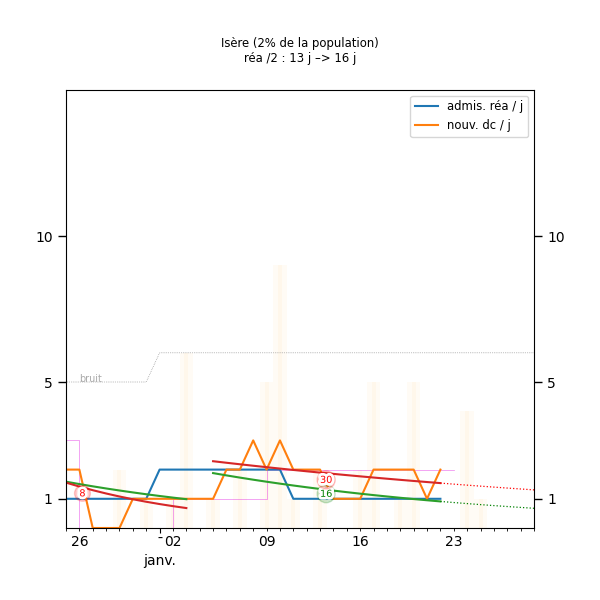 Isère (2% de la population)
réa /2 : 13 j –> 16 j
admis. réa / j
nouv. dc / j
10
10
5
5
bruit
30
8
16
1
1
26
02
09
16
23
janv.